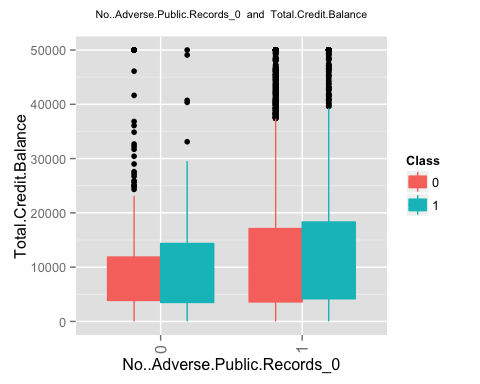 No..Adverse.Public.Records_0 and Total.Credit.Balance
Total.Credit.Balance
50000
40000
30000
20000
10000
0
0
1
No..Adverse.Public.Records_0
Class
0
1